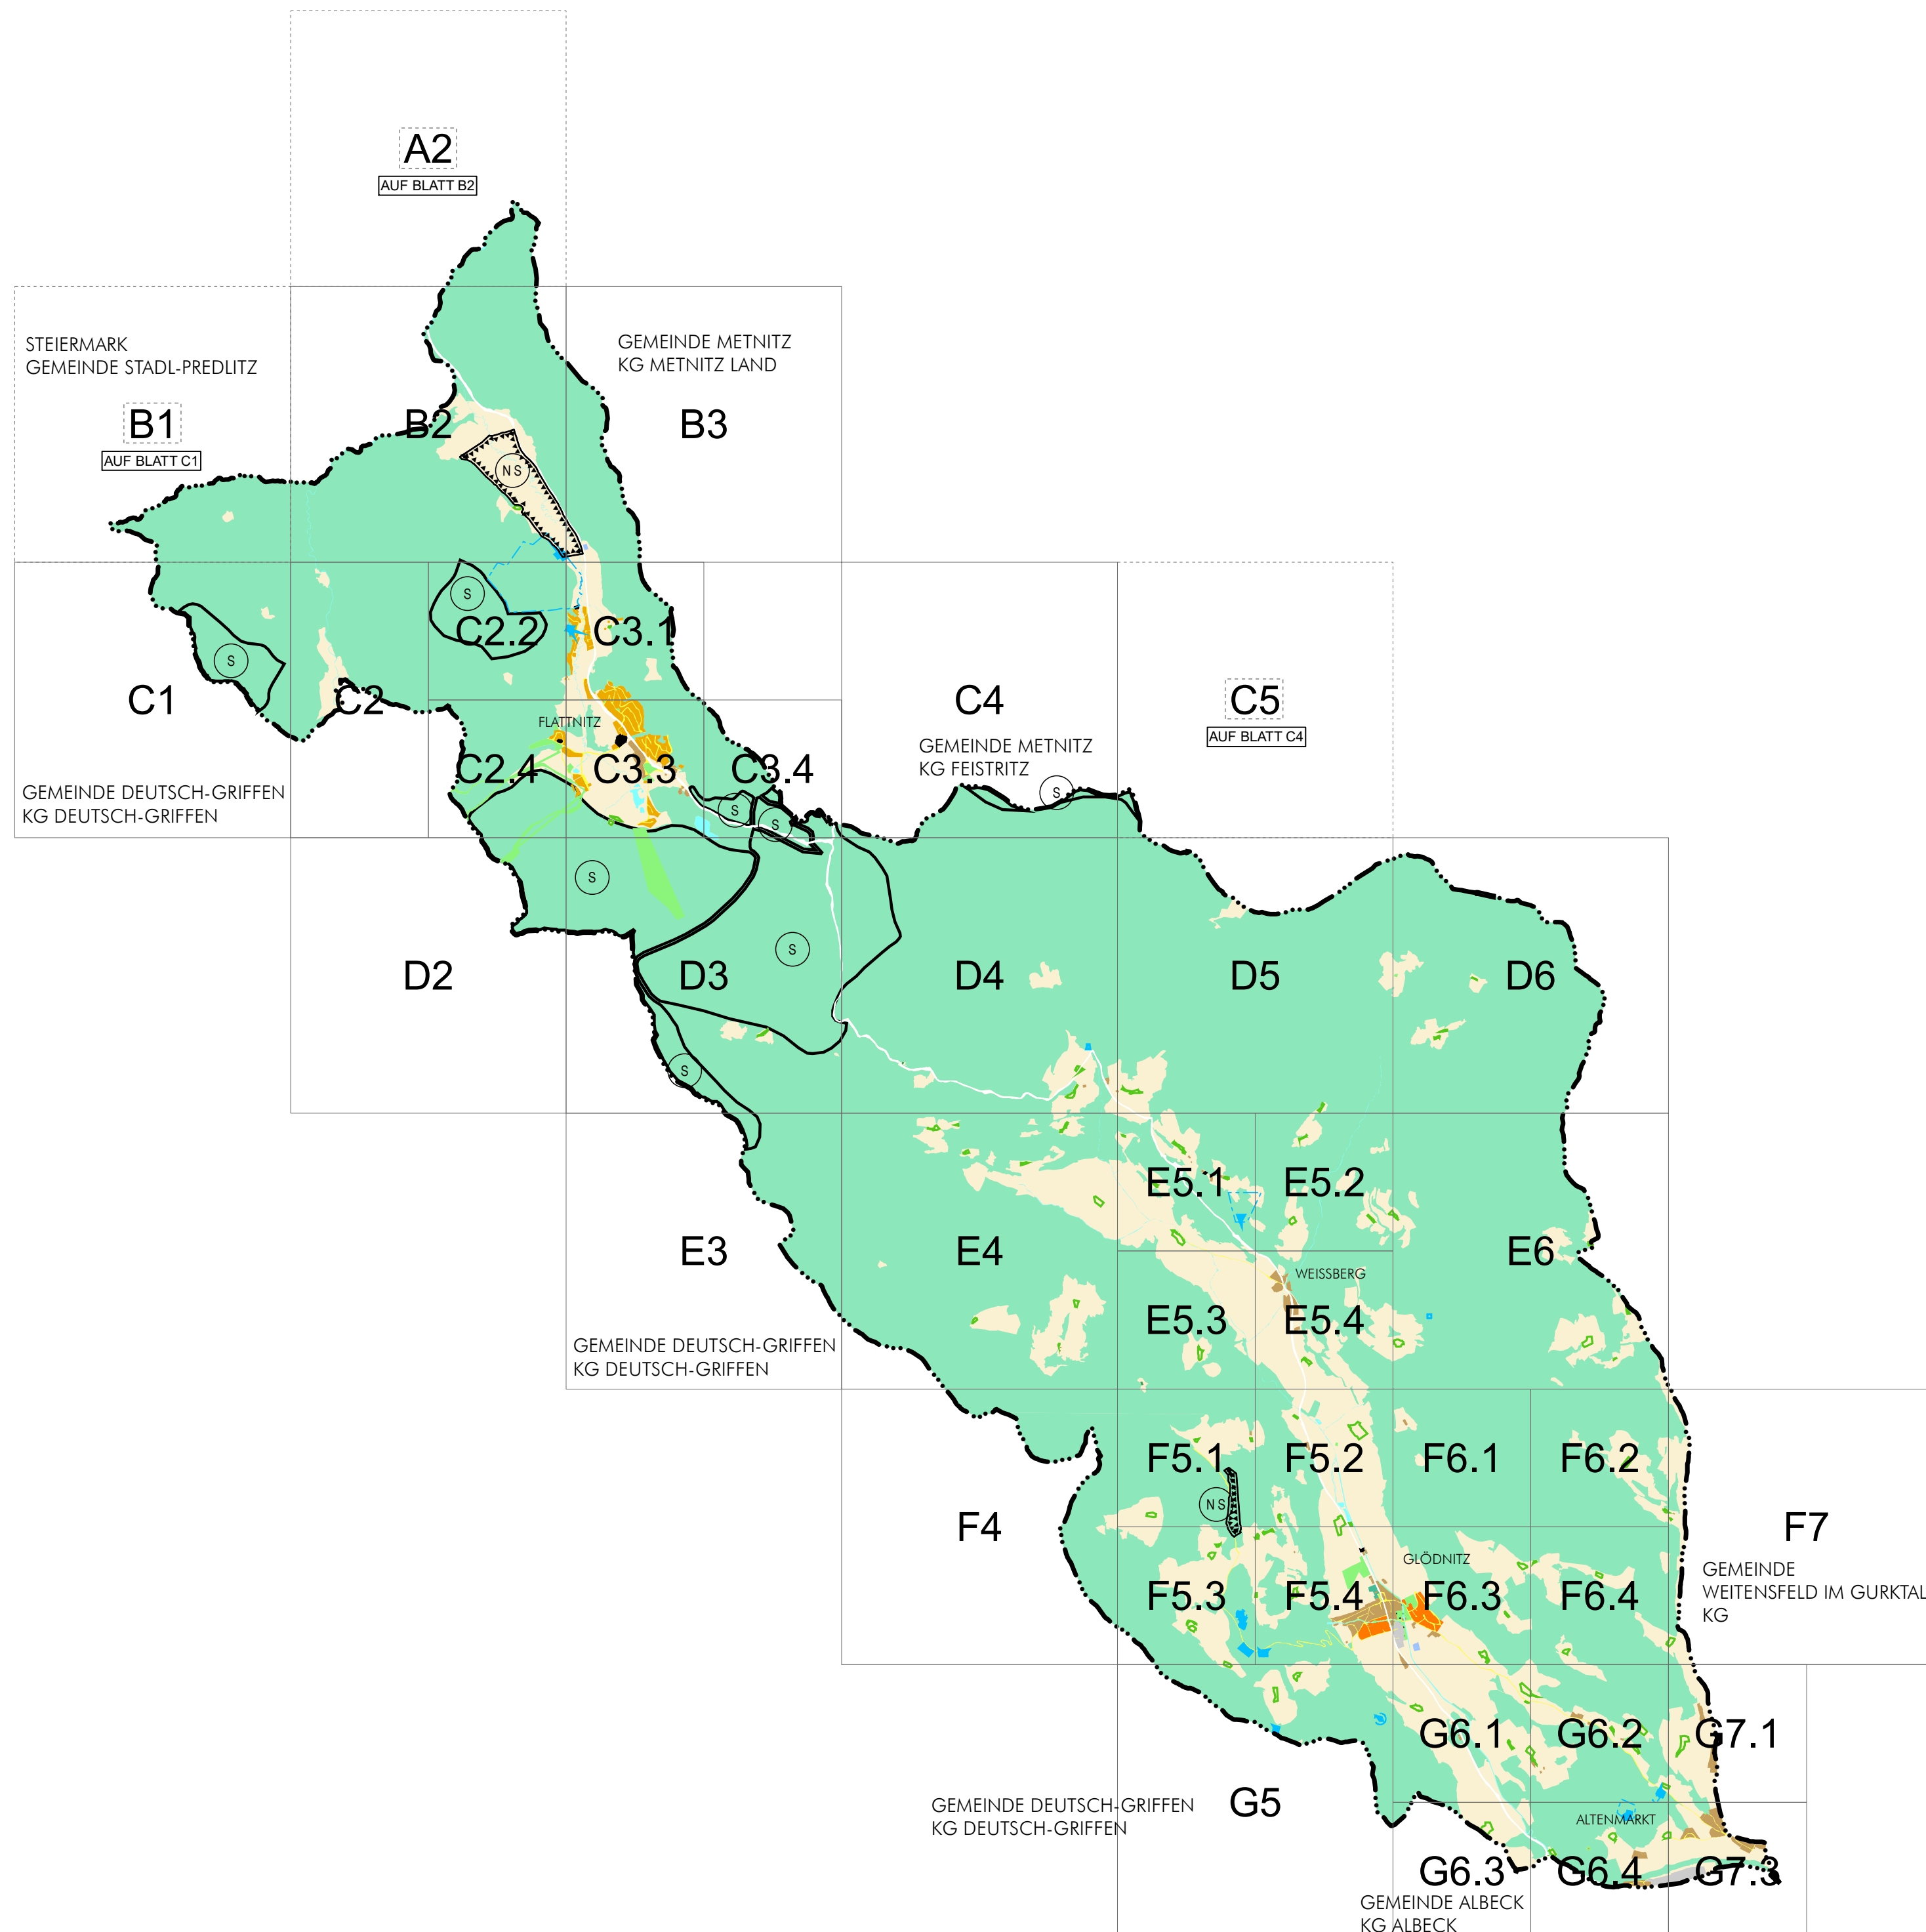 A2
AUF BLATT B2
STEIERMARK
GEMEINDE STADL-PREDLITZ
GEMEINDE METNITZ
KG METNITZ LAND
B1
AUF BLATT C1
B2
B3
N S
S
C2.2
C3.1
S
C1
C2
C4
C5
AUF BLATT C4
FLATTNITZ
GEMEINDE METNITZ
KG FEISTRITZ
C2.4
C3.3
C3.4
GEMEINDE DEUTSCH-GRIFFEN
KG DEUTSCH-GRIFFEN
S
S
S
S
S
D2
D3
D4
D5
D6
S
E5.1
E5.2
E3
E4
E6
WEISSBERG
E5.3
E5.4
GEMEINDE DEUTSCH-GRIFFEN
KG DEUTSCH-GRIFFEN
F5.1
F5.2
F6.1
F6.2
N S
F4
F7
GLÖDNITZ
GEMEINDE
WEITENSFELD IM GURKTAL
KG
F5.3
F5.4
F6.3
F6.4
G6.1
G6.2
G7.1
GEMEINDE DEUTSCH-GRIFFEN
KG DEUTSCH-GRIFFEN
G5
ALTENMARKT
G6.3
G6.4
G7.3
GEMEINDE ALBECK
KG ALBECK